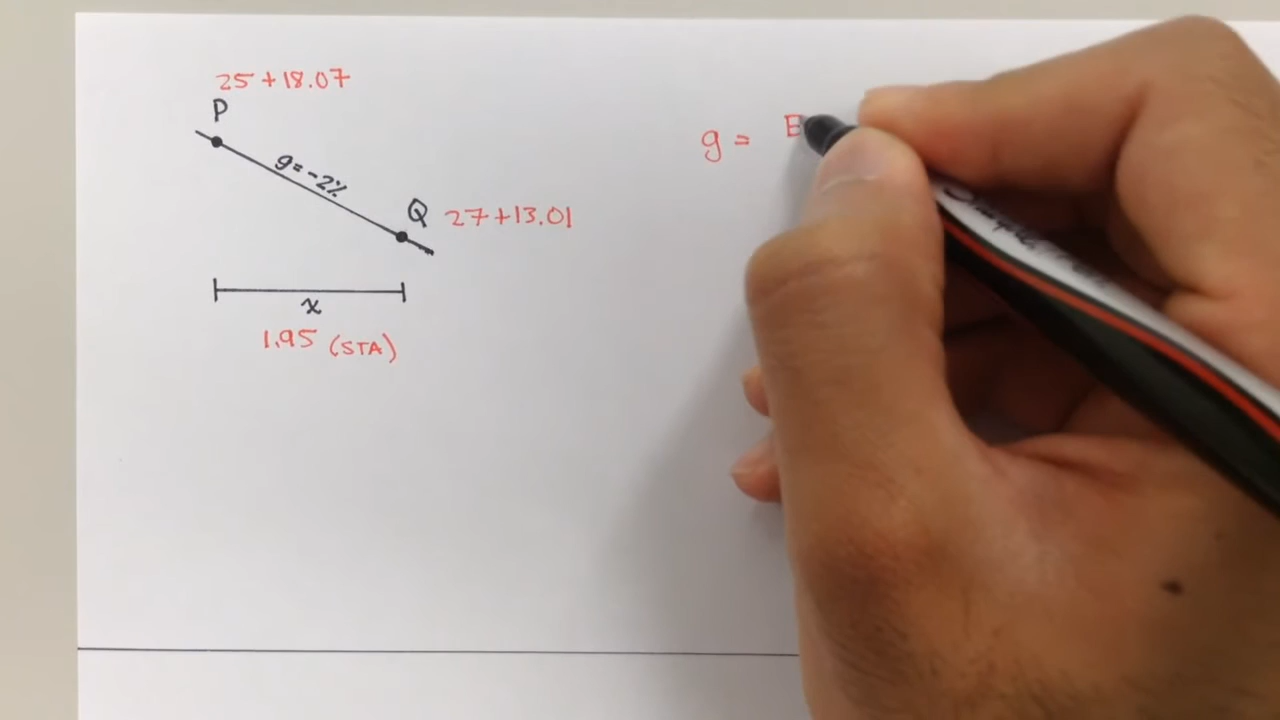 25+18.07
P
g=-2%
Q 27+13.01
x
1.95 (STA)
g = E